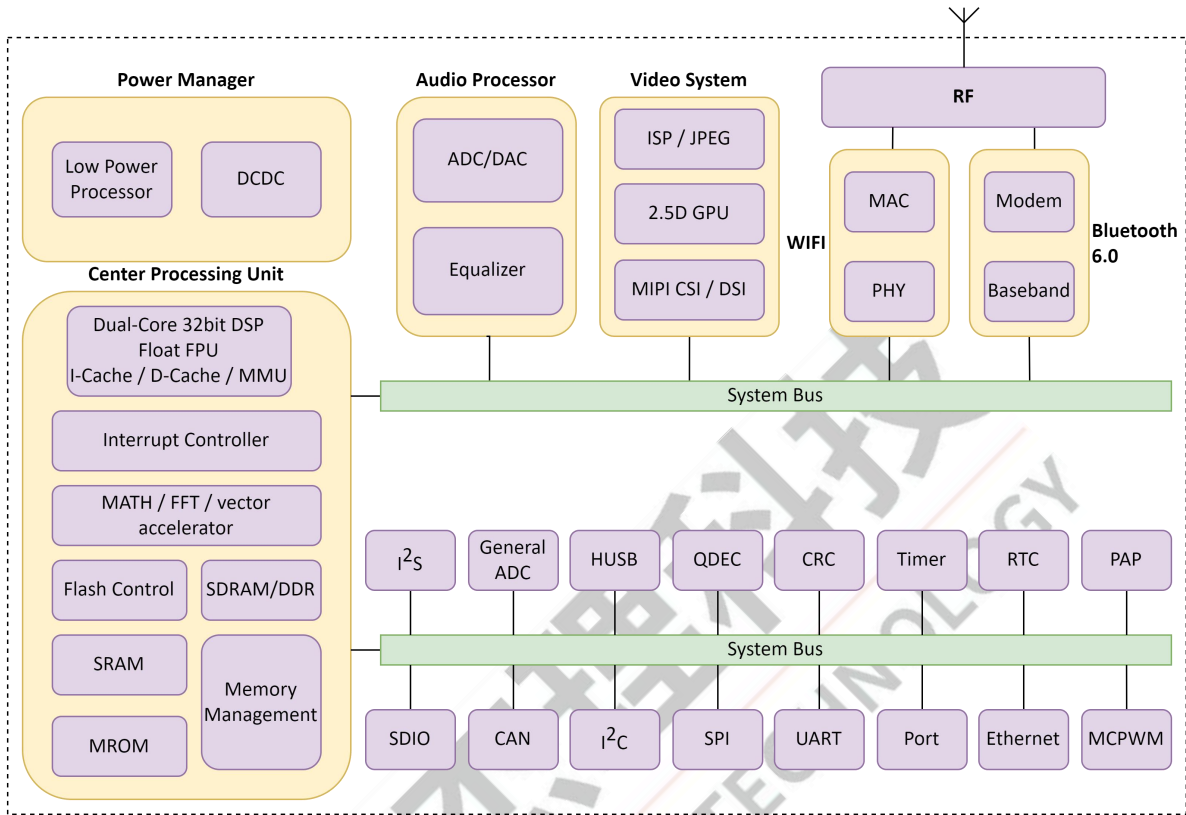 Power Manager
Low Power
Processor
DCDC
Center Processing Unit
Dual-Core 32bit DSP
Float FPU
I-Cache / D-Cache / MMU
Interrupt Controller
MATH / FFT / vector
accelerator
Flash Control
SDRAM/DDR
SRAM
Memory
Management
MROM
Audio Processor
ADC/DAC
Equalizer
Video System
ISP / JPEG
2.5D GPU
MIPI CSI / DSI
RF
WIFI
MAC
PHY
Modem
Baseband
Bluetooth
6.0
System Bus
I²S
General
ADC
HUSB
QDEC
CRC
Timer
RTC
PAP
System Bus
SDIO
CAN
I²C
SPI
UART
Port
Ethernet
MCPWM
理科技
TECHNOLOGY